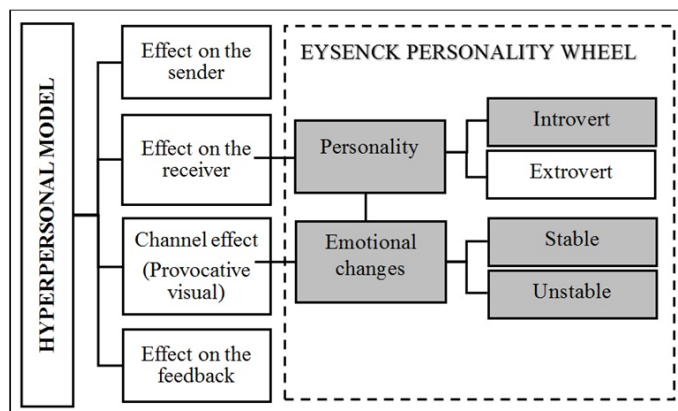 HYPERPERSONAL MODEL
Effect on the
sender
Effect on the
receiver
Channel effect
(Provocative
visual)
Effect on the
feedback
EYSENCK PERSONALITY WHEEL
Personality
Emotional
changes
Introvert
Extrovert
Stable
Unstable